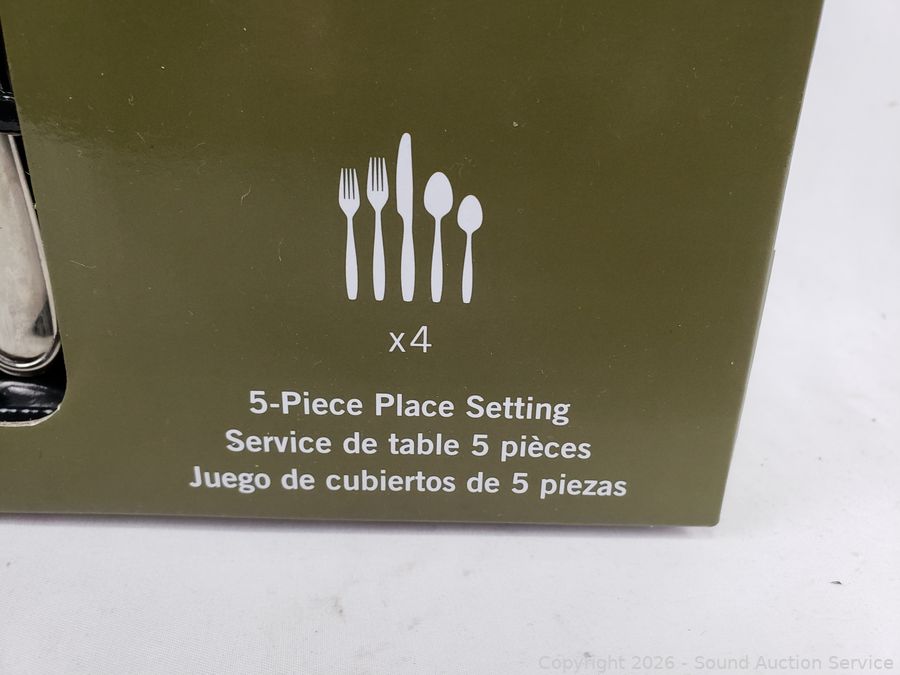 x4
5-Piece Place Setting
Service de table 5 pièces
Juego de cubiertos de 5 piezas
Copyright 2026 - Sound Auction Service